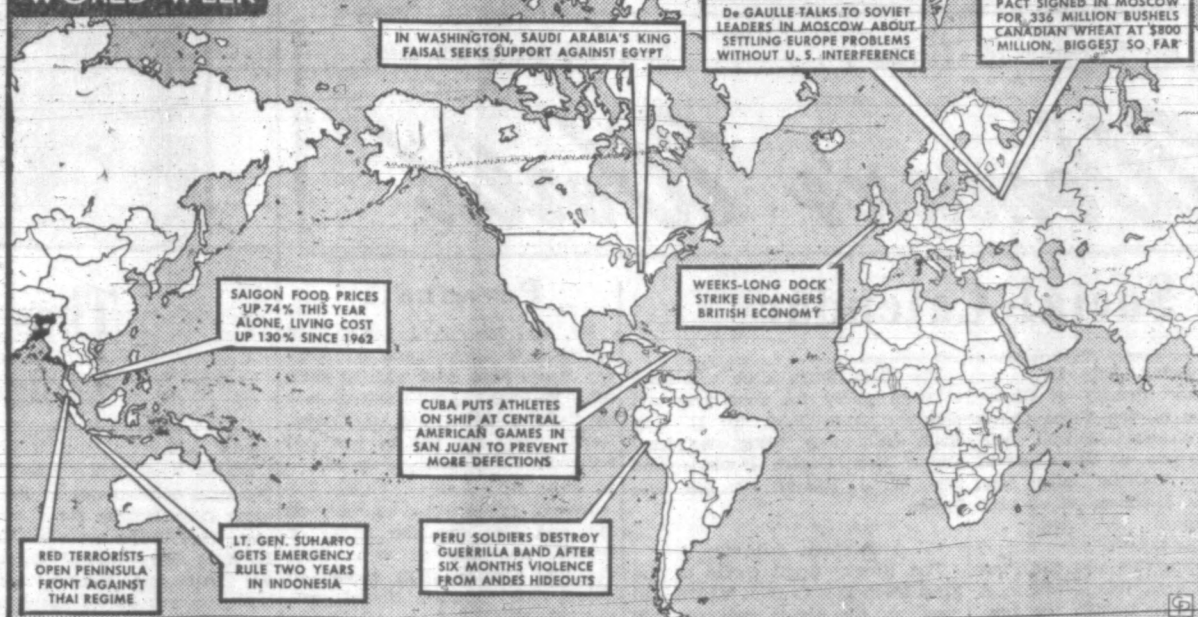 WORLD WEEK
IN WASHINGTON, SAUDI ARABIA'S KING
FAISAL SEEKS SUPPORT AGAINST EGYPT
De GAULLE TALKS TO SOVIET
LEADERS IN MOSCOW ABOUT
SETTLING EUROPE PROBLEMS
WITHOUT U. S. INTERFERENCE
PACT SIGNED IN MOSCOW
FOR 336 MILLION BUSHELS
CANADIAN WHEAT AT $800
MILLION, BIGGEST SO FAR
SAIGON FOOD PRICES
UP 74% THIS YEAR
ALONE, LIVING COST
UP 130% SINCE 1962
WEEKS-LONG DOCK
STRIKE ENDANGERS
BRITISH ECONOMY
CUBA PUTS ATHLETES
ON SHIP AT CENTRAL
AMERICAN GAMES IN
SAN JUAN TO PREVENT
MORE DEFECTIONS
RED TERRORISTS
OPEN PENINSULA
FRONT AGAINST
THAI REGIME
LT. GEN. SUHARTO
GETS EMERGENCY
RULE TWO YEARS
IN INDONESIA
PERU SOLDIERS DESTROY
GUERRILLA BAND AFTER
SIX MONTHS VIOLENCE
FROM ANDES HIDEOUTS